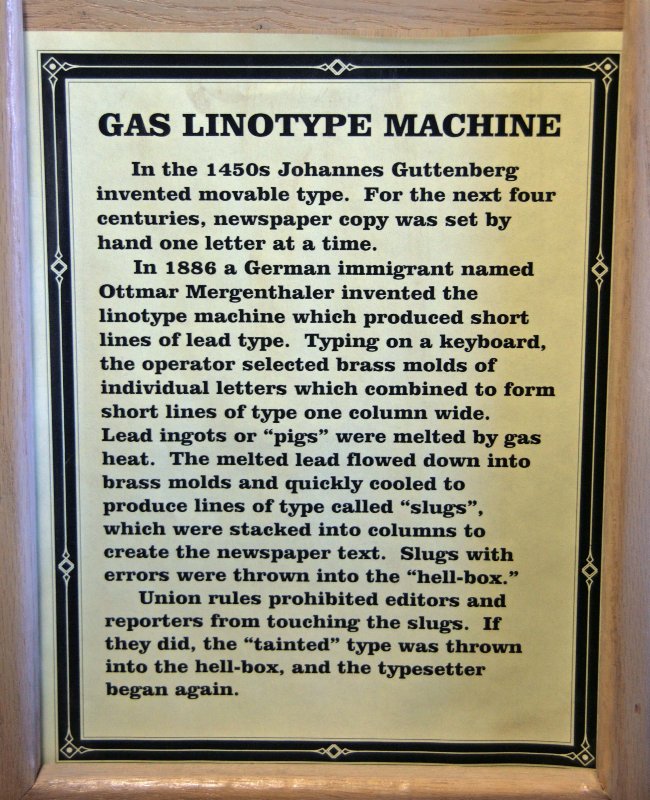 GAS LINOTYPE MACHINE
In the 1450s Johannes Guttenberg
invented movable type. For the next four
centuries, newspaper copy was set by
hand one letter at a time.
In 1886 a German immigrant named
Ottmar Mergenthaler invented the
linotype machine which produced short
lines of lead type. Typing on a keyboard,
the operator selected brass molds of
individual letters which combined to form
short lines of type one column wide.
Lead ingots or “pigs” were melted by gas
heat. The melted lead flowed down into
brass molds and quickly cooled to
produce lines of type called “slugs”,
which were stacked into columns to
create the newspaper text. Slugs with
errors were thrown into the “hell-box.”
Union rules prohibited editors and
reporters from touching the slugs. If
they did, the “tainted” type was thrown
into the hell-box, and the typesetter
began again.